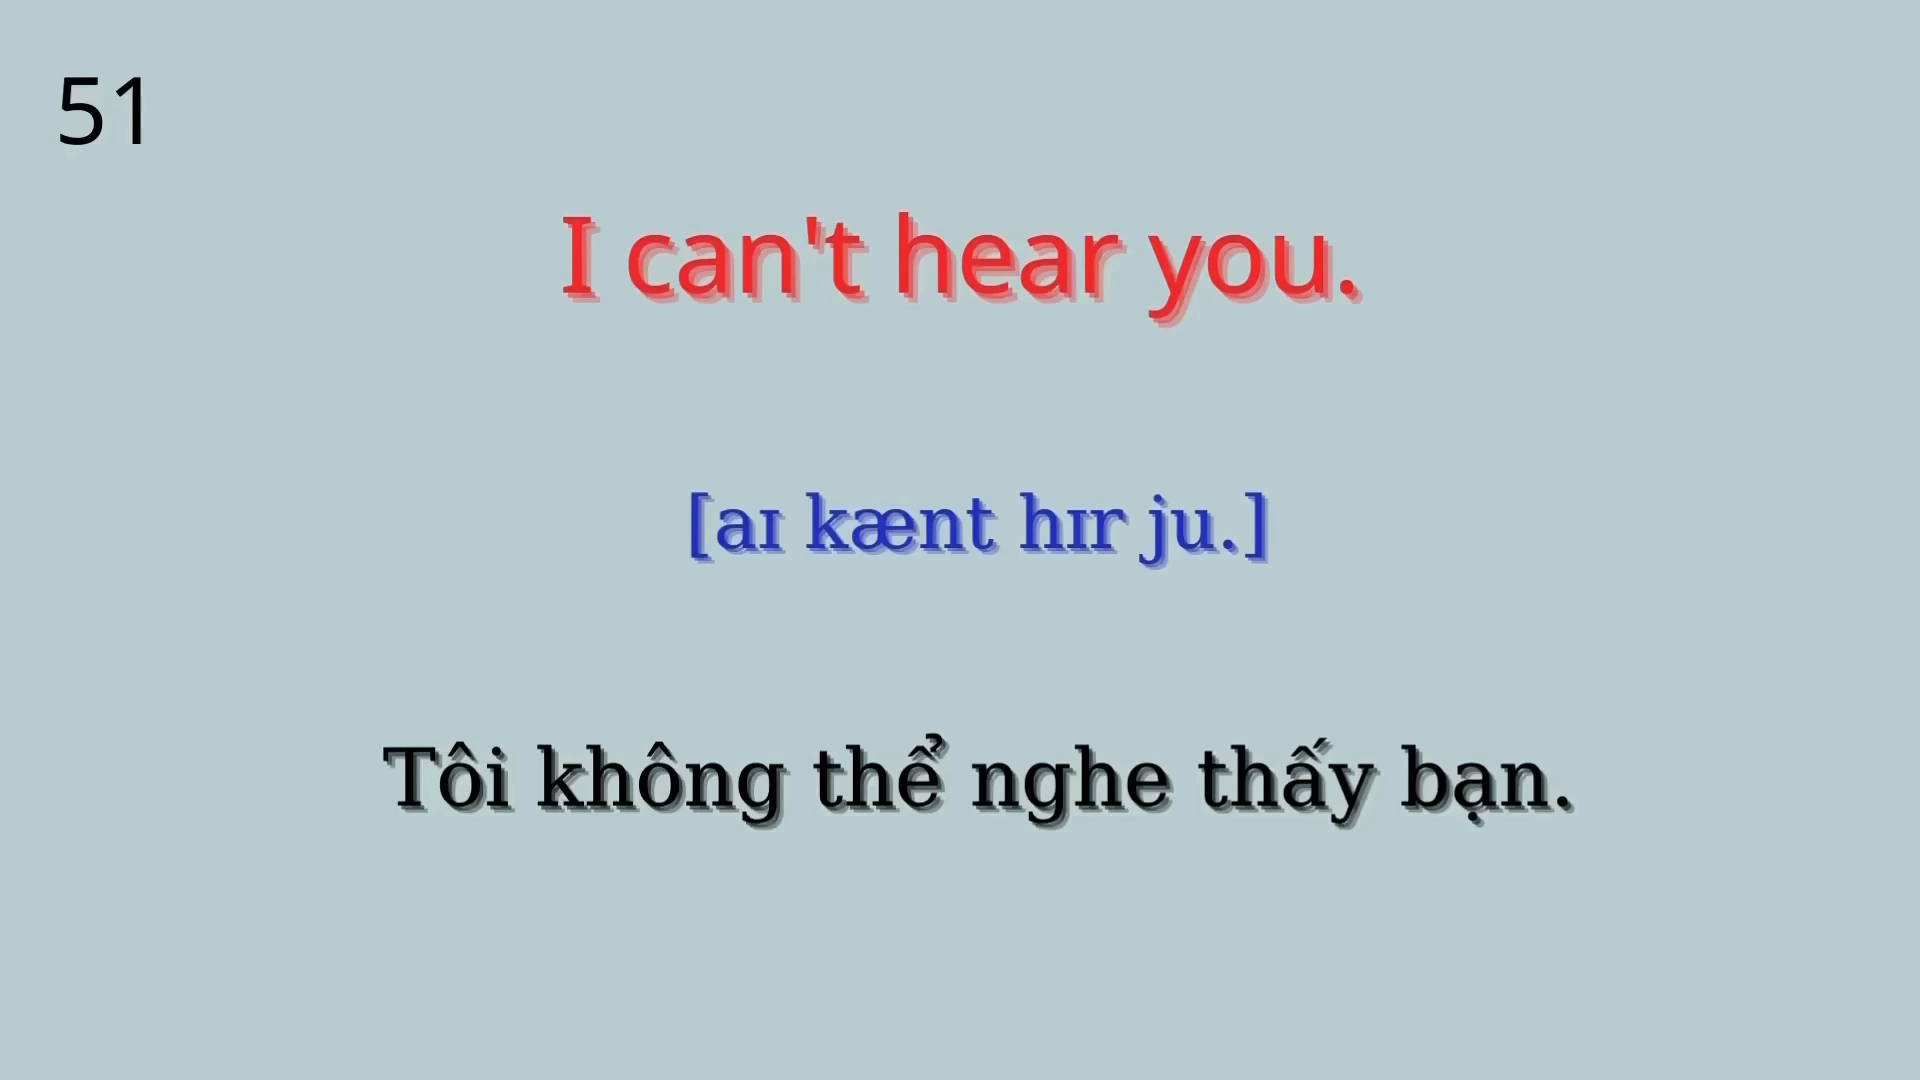 51
I can't hear you.
[aɪ kænt hɪr ju.]
Tôi không thể nghe thấy bạn.